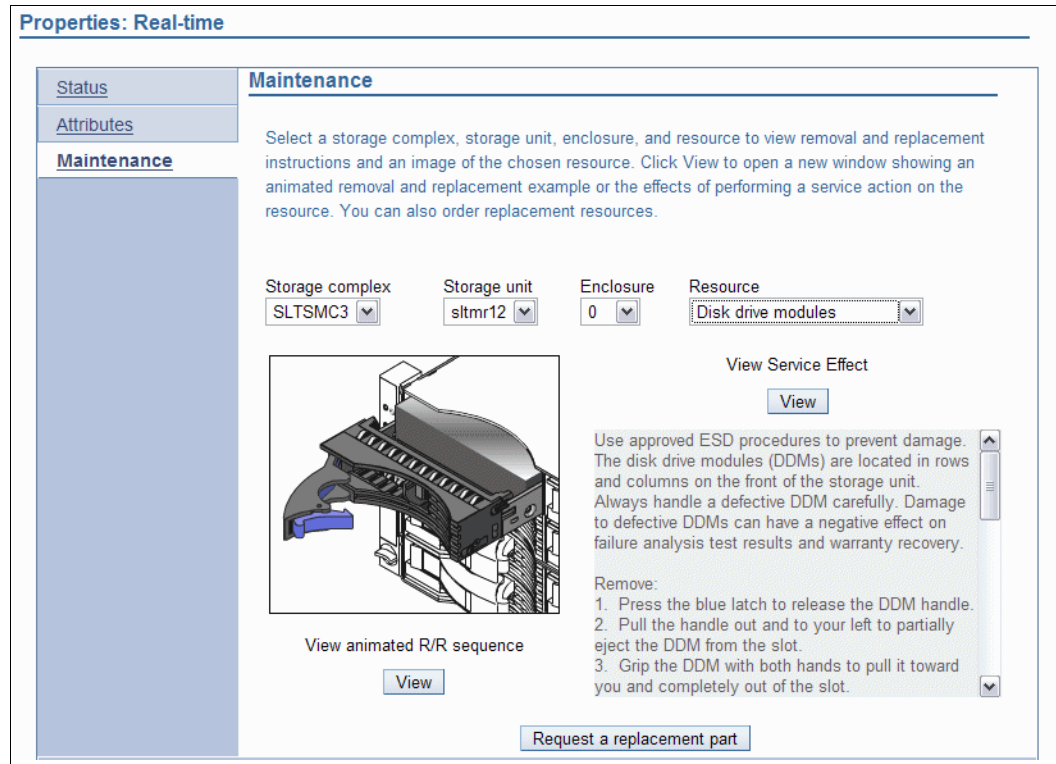 Properties: Real-time
Status
Attributes
Maintenance
Maintenance
Select a storage complex, storage unit, enclosure, and resource to view removal and replacement
instructions and an image of the chosen resource. Click View to open a new window showing an
animated removal and replacement example or the effects of performing a service action on the
resource. You can also order replacement resources.
Storage complex Storage unit Enclosure Resource
SLTSMC3 sltmr12 0 Disk drive modules
View Service Effect
View
Use approved ESD procedures to prevent damage.
The disk drive modules (DDMs) are located in rows
and columns on the front of the storage unit.
Always handle a defective DDM carefully. Damage
to defective DDMs can have a negative effect on
failure analysis test results and warranty recovery.
Remove:
1. Press the blue latch to release the DDM handle.
2. Pull the handle out and to your left to partially
eject the DDM from the slot.
3. Grip the DDM with both hands to pull it toward
you and completely out of the slot.
View animated R/R sequence
View
Request a replacement part